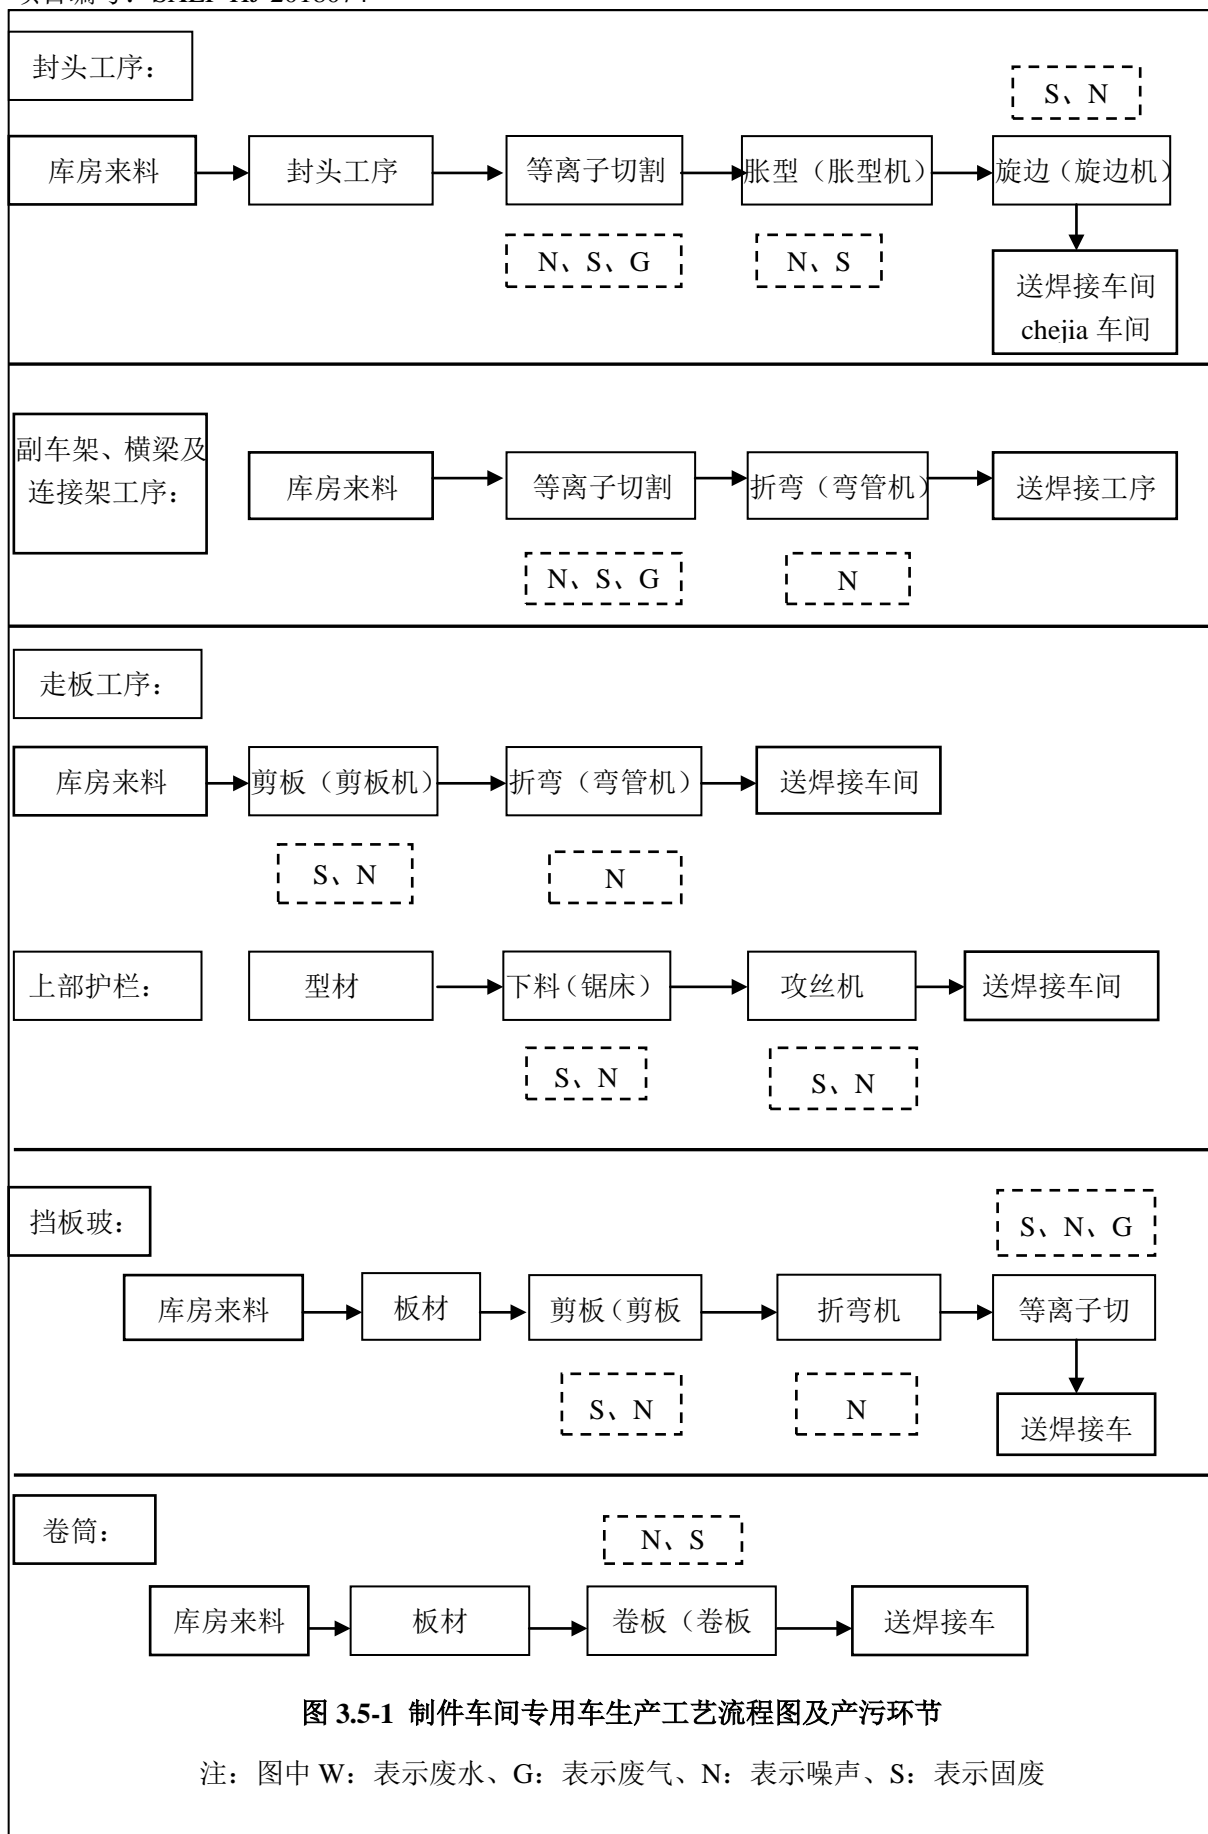 封头工序：
S、N
库房来料
封头工序
等离子切割
胀型（胀型机）
旋边（旋边机）
N、S、G
N、S
送焊接车间
chejia 车间
副车架、横梁及
连接架工序：
库房来料
等离子切割
折弯（弯管机）
送焊接工序
N、S、G
N
走板工序：
库房来料
剪板（剪板机）
折弯（弯管机）
送焊接车间
S、N
N
上部护栏：
型材
下料（锯床）
攻丝机
送焊接车间
S、N
S、N
挡板玻：
S、N、G
库房来料
板材
剪板（剪板
折弯机
等离子切
S、N
N
送焊接车
卷筒：
N、S
库房来料
板材
卷板（卷板
送焊接车
图 3.5-1 制件车间专用车生产工艺流程图及产污环节
注：图中 W：表示废水、G：表示废气、N：表示噪声、S：表示固废